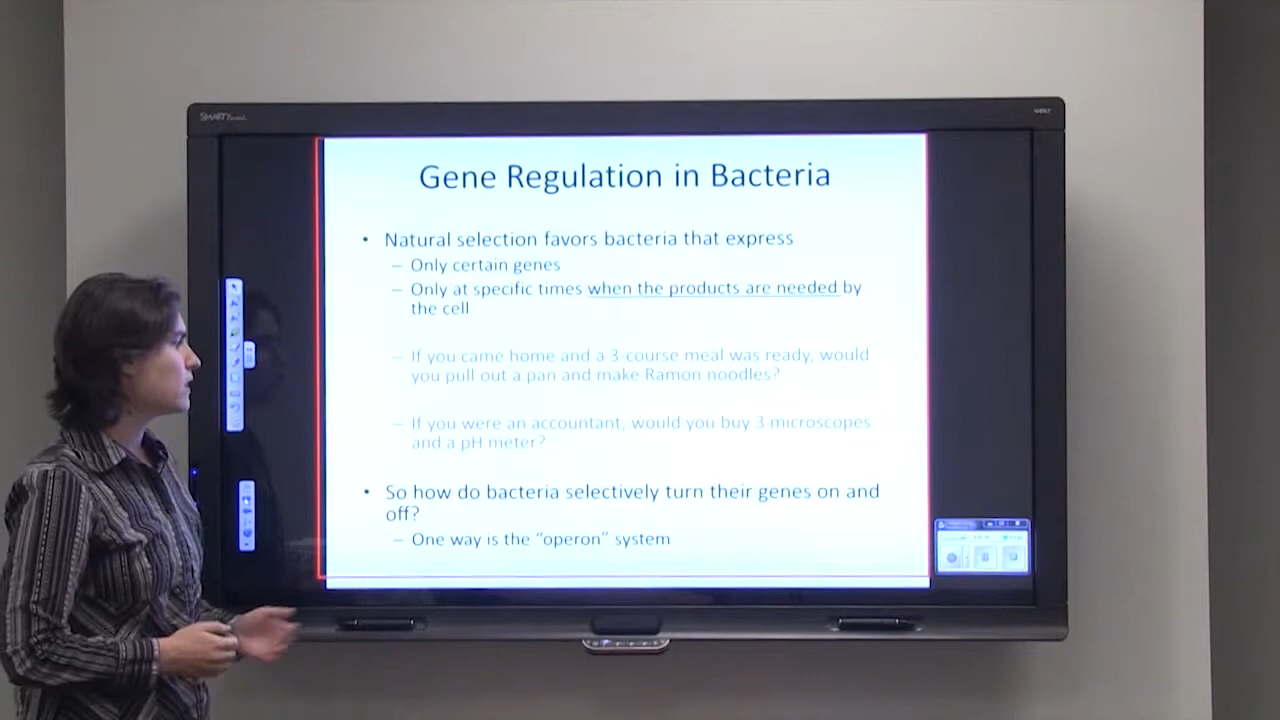 SMART Board
Gene Regulation in Bacteria
• Natural selection favors bacteria that express
– Only certain genes
– Only at specific times when the products are needed by
the cell
– If you came home and a 3-course meal was ready, would
you pull out a pan and make Ramon noodles?
– If you were an accountant, would you buy 3 microscopes
and a pH meter?
• So how do bacteria selectively turn their genes on and
off?
– One way is the “operon” system